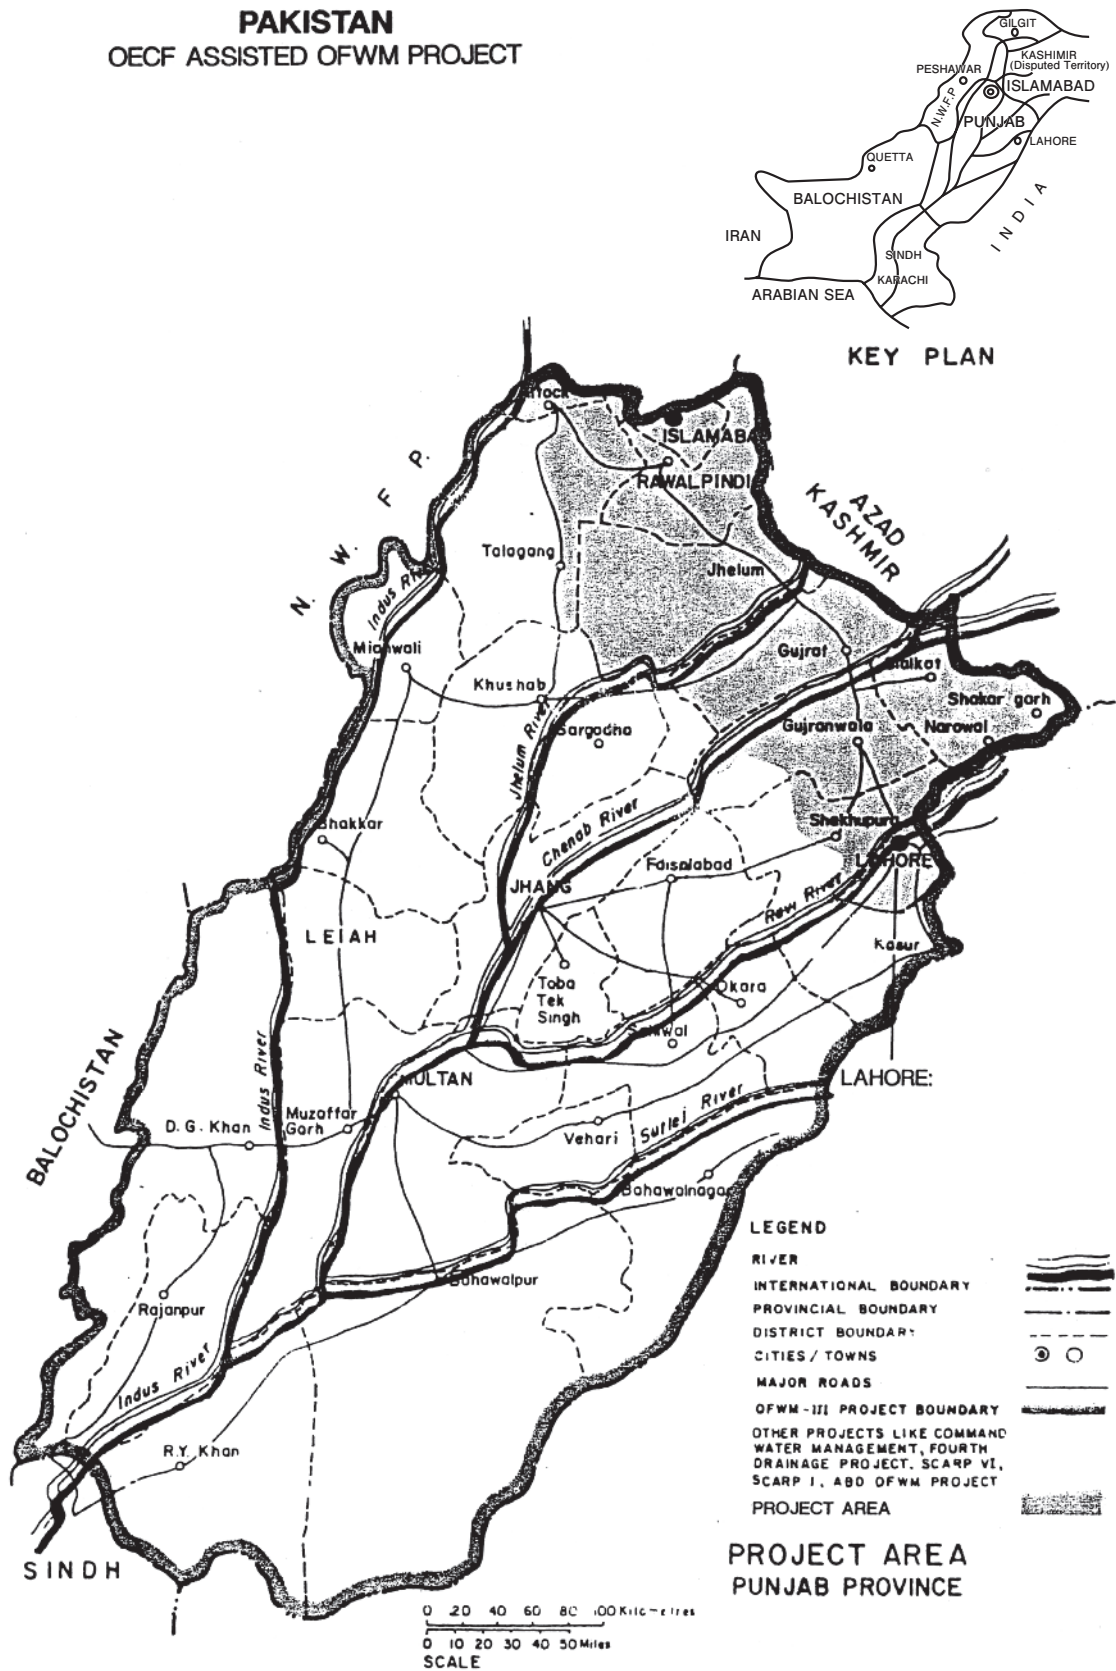 PAKISTAN
OECF ASSISTED OFWM PROJECT
GILGIT
KASHMIR
(Disputed Territory)
PESHAWAR
ISLAMABAD
N.W.F.P
PUNJAB
LAHORE
QUETTA
BALOCHISTAN
INDIA
IRAN
SINDH
KARACHI
ARABIAN SEA
KEY PLAN
ISLAMABA
RAWALPINDI
N. W. F. P.
AZAD
KASHMIR
Talagang
Jhelum
Indus Riv
Mianwali
Gujrat
Khushab
Shakar garh
Jhelum River
Sargodha
Gujranwala
Narowal
Chenab River
Bhakkar
Shekhupura
LAHORE
Faisalabad
JHANG
Rav River
LEIAH
Kasur
Toba
Tek
Singh
Okara
Sahiwal
BALOCHISTAN
Indus River
MULTAN
LAHORE:
Muzaffar
Garh
D.G. Khan
Vehari
Sutlej River
Bahawalnagar
Bahawalpur
Rajanpur
Indus River
R.Y. Khan
SINDH
LEGEND
RIVER
INTERNATIONAL BOUNDARY
PROVINCIAL BOUNDARY
DISTRICT BOUNDARY
CITIES / TOWNS
MAJOR ROADS
OFWM-III PROJECT BOUNDARY
OTHER PROJECTS LIKE COMMAND
WATER MANAGEMENT, FOURTH
DRAINAGE PROJECT, SCARP VI,
SCARP I, ABD OFWM PROJECT
PROJECT AREA
PROJECT AREA
PUNJAB PROVINCE
0 20 40 60 80 100 Kilometres
0 10 20 30 40 50 Miles
SCALE